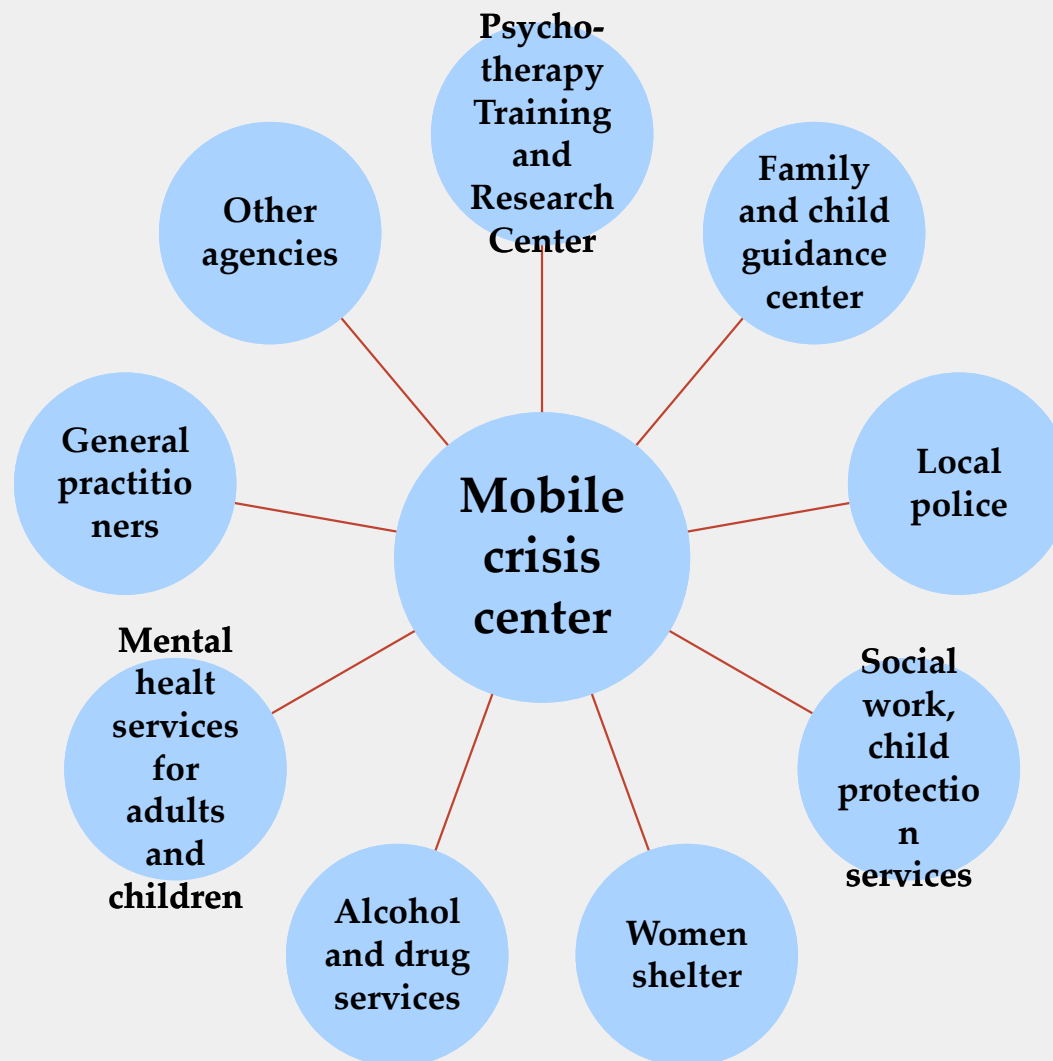 Psycho-
therapy
Training
and
Research
Center
Family
and child
guidance
center
Local
police
Social
work,
child
protectio
n
services
Women
shelter
Alcohol
and drug
services
Mental
healt
services
for
adults
and
children
General
practitio
ners
Other
agencies
Mobile
crisis
center